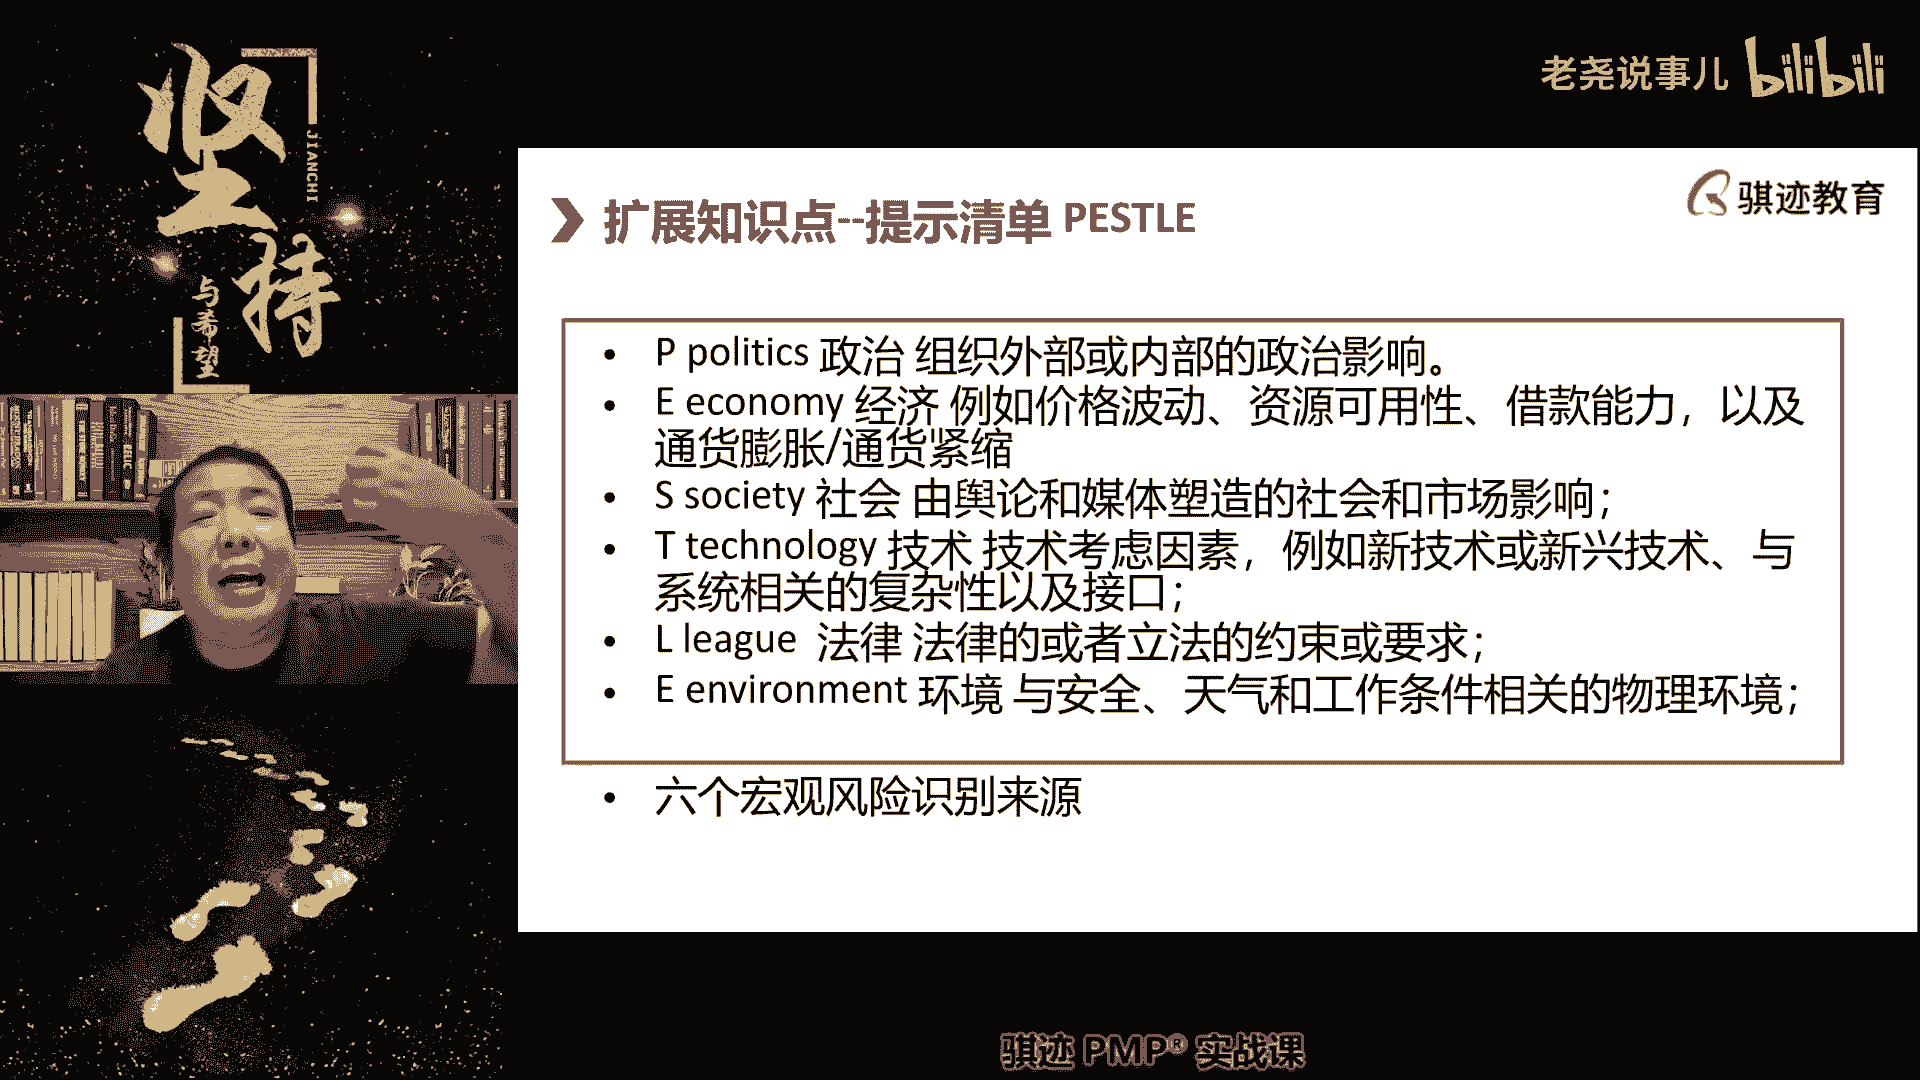 坚持
JIANCHI
与希望
老尧说事儿 bilibili
骐迹教育
扩展知识点--提示清单 PESTLE
• P politics 政治 组织外部或内部的政治影响。
• E economy 经济 例如价格波动、资源可用性、借款能力，以及
通货膨胀/通货紧缩
• S society 社会 由舆论和媒体塑造的社会和市场影响；
• T technology 技术 技术考虑因素，例如新技术或新兴技术、与
系统相关的复杂性以及接口；
• L league 法律 法律的或者立法的约束或要求；
• E environment 环境 与安全、天气和工作条件相关的物理环境；
• 六个宏观风险识别来源
骐迹 PMP® 实战课